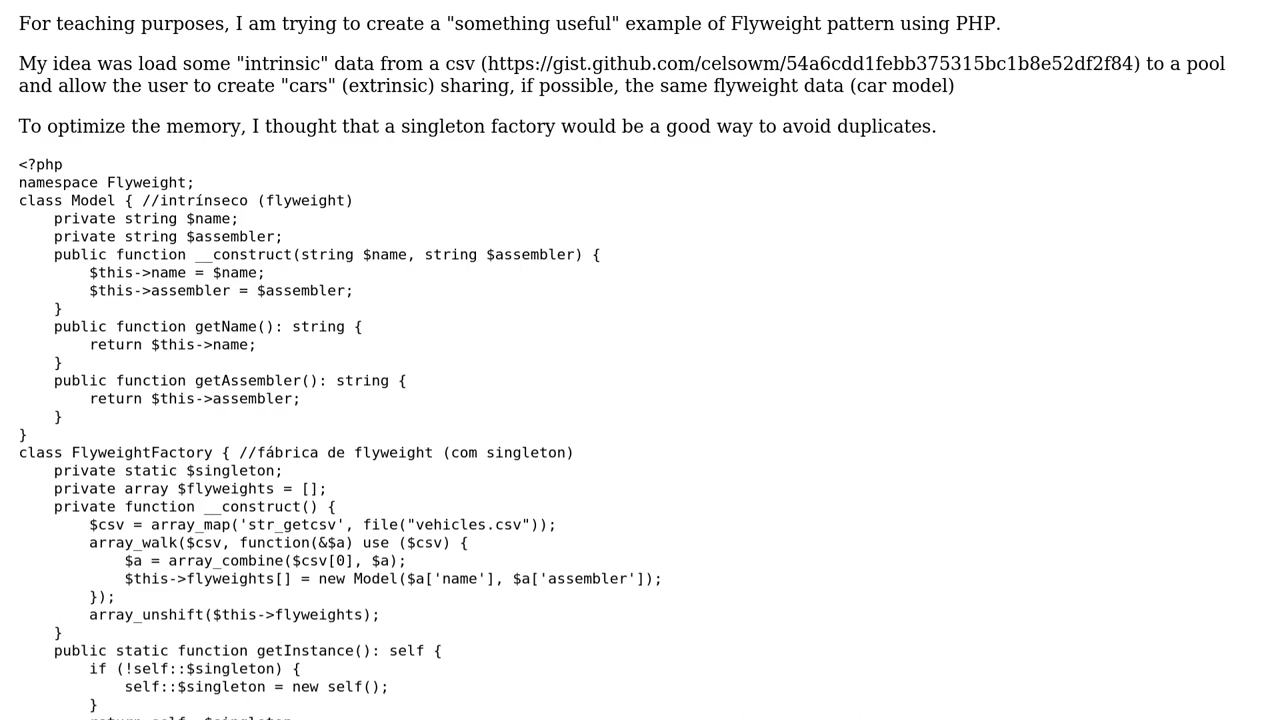 For teaching purposes, I am trying to create a "something useful" example of Flyweight pattern using PHP.
My idea was load some "intrinsic" data from a csv (https://gist.github.com/celsowm/54a6cdd1febb375315bc1b8e52df2f84) to a pool
and allow the user to create "cars" (extrinsic) sharing, if possible, the same flyweight data (car model)
To optimize the memory, I thought that a singleton factory would be a good way to avoid duplicates.
<?php
namespace Flyweight;
class Model { //intrínseco (flyweight)
    private string $name;
    private string $assembler;
    public function __construct(string $name, string $assembler) {
        $this->name = $name;
        $this->assembler = $assembler;
    }
    public function getName(): string {
        return $this->name;
    }
    public function getAssembler(): string {
        return $this->assembler;
    }
}
class FlyweightFactory { //fábrica de flyweight (com singleton)
    private static $singleton;
    private array $flyweights = [];
    private function __construct() {
        $csv = array_map('str_getcsv', file("vehicles.csv"));
        array_walk($csv, function(&$a) use ($csv) {
            $a = array_combine($csv[0], $a);
            $this->flyweights[] = new Model($a['name'], $a['assembler']);
        });
        array_unshift($this->flyweights);
    }
    public static function getInstance(): self {
        if (!self::$singleton) {
            self::$singleton = new self();
        }